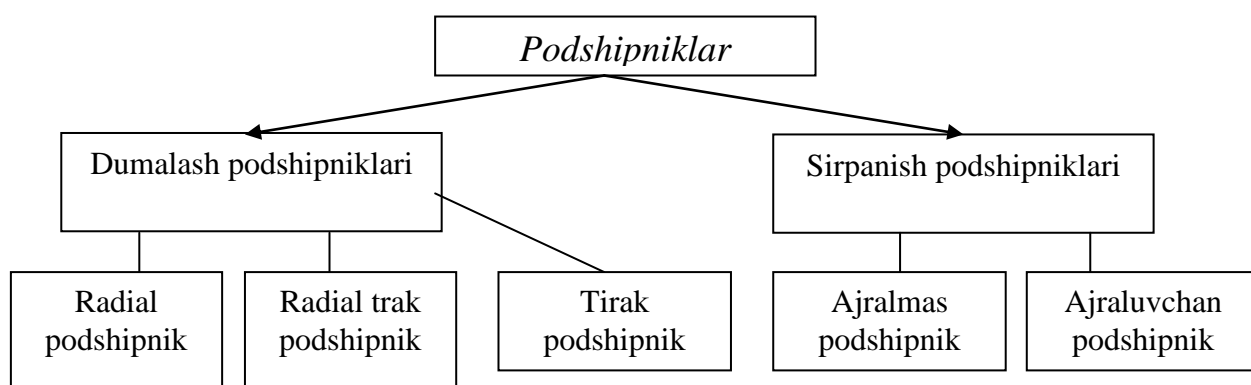 Podshipniklar
Dumalash podshipniklari
Sirpanish podshipniklari
Radial
podshipnik
Radial trak
podshipnik
Tirak
podshipnik
Ajralmas
podshipnik
Ajraluvchan
podshipnik